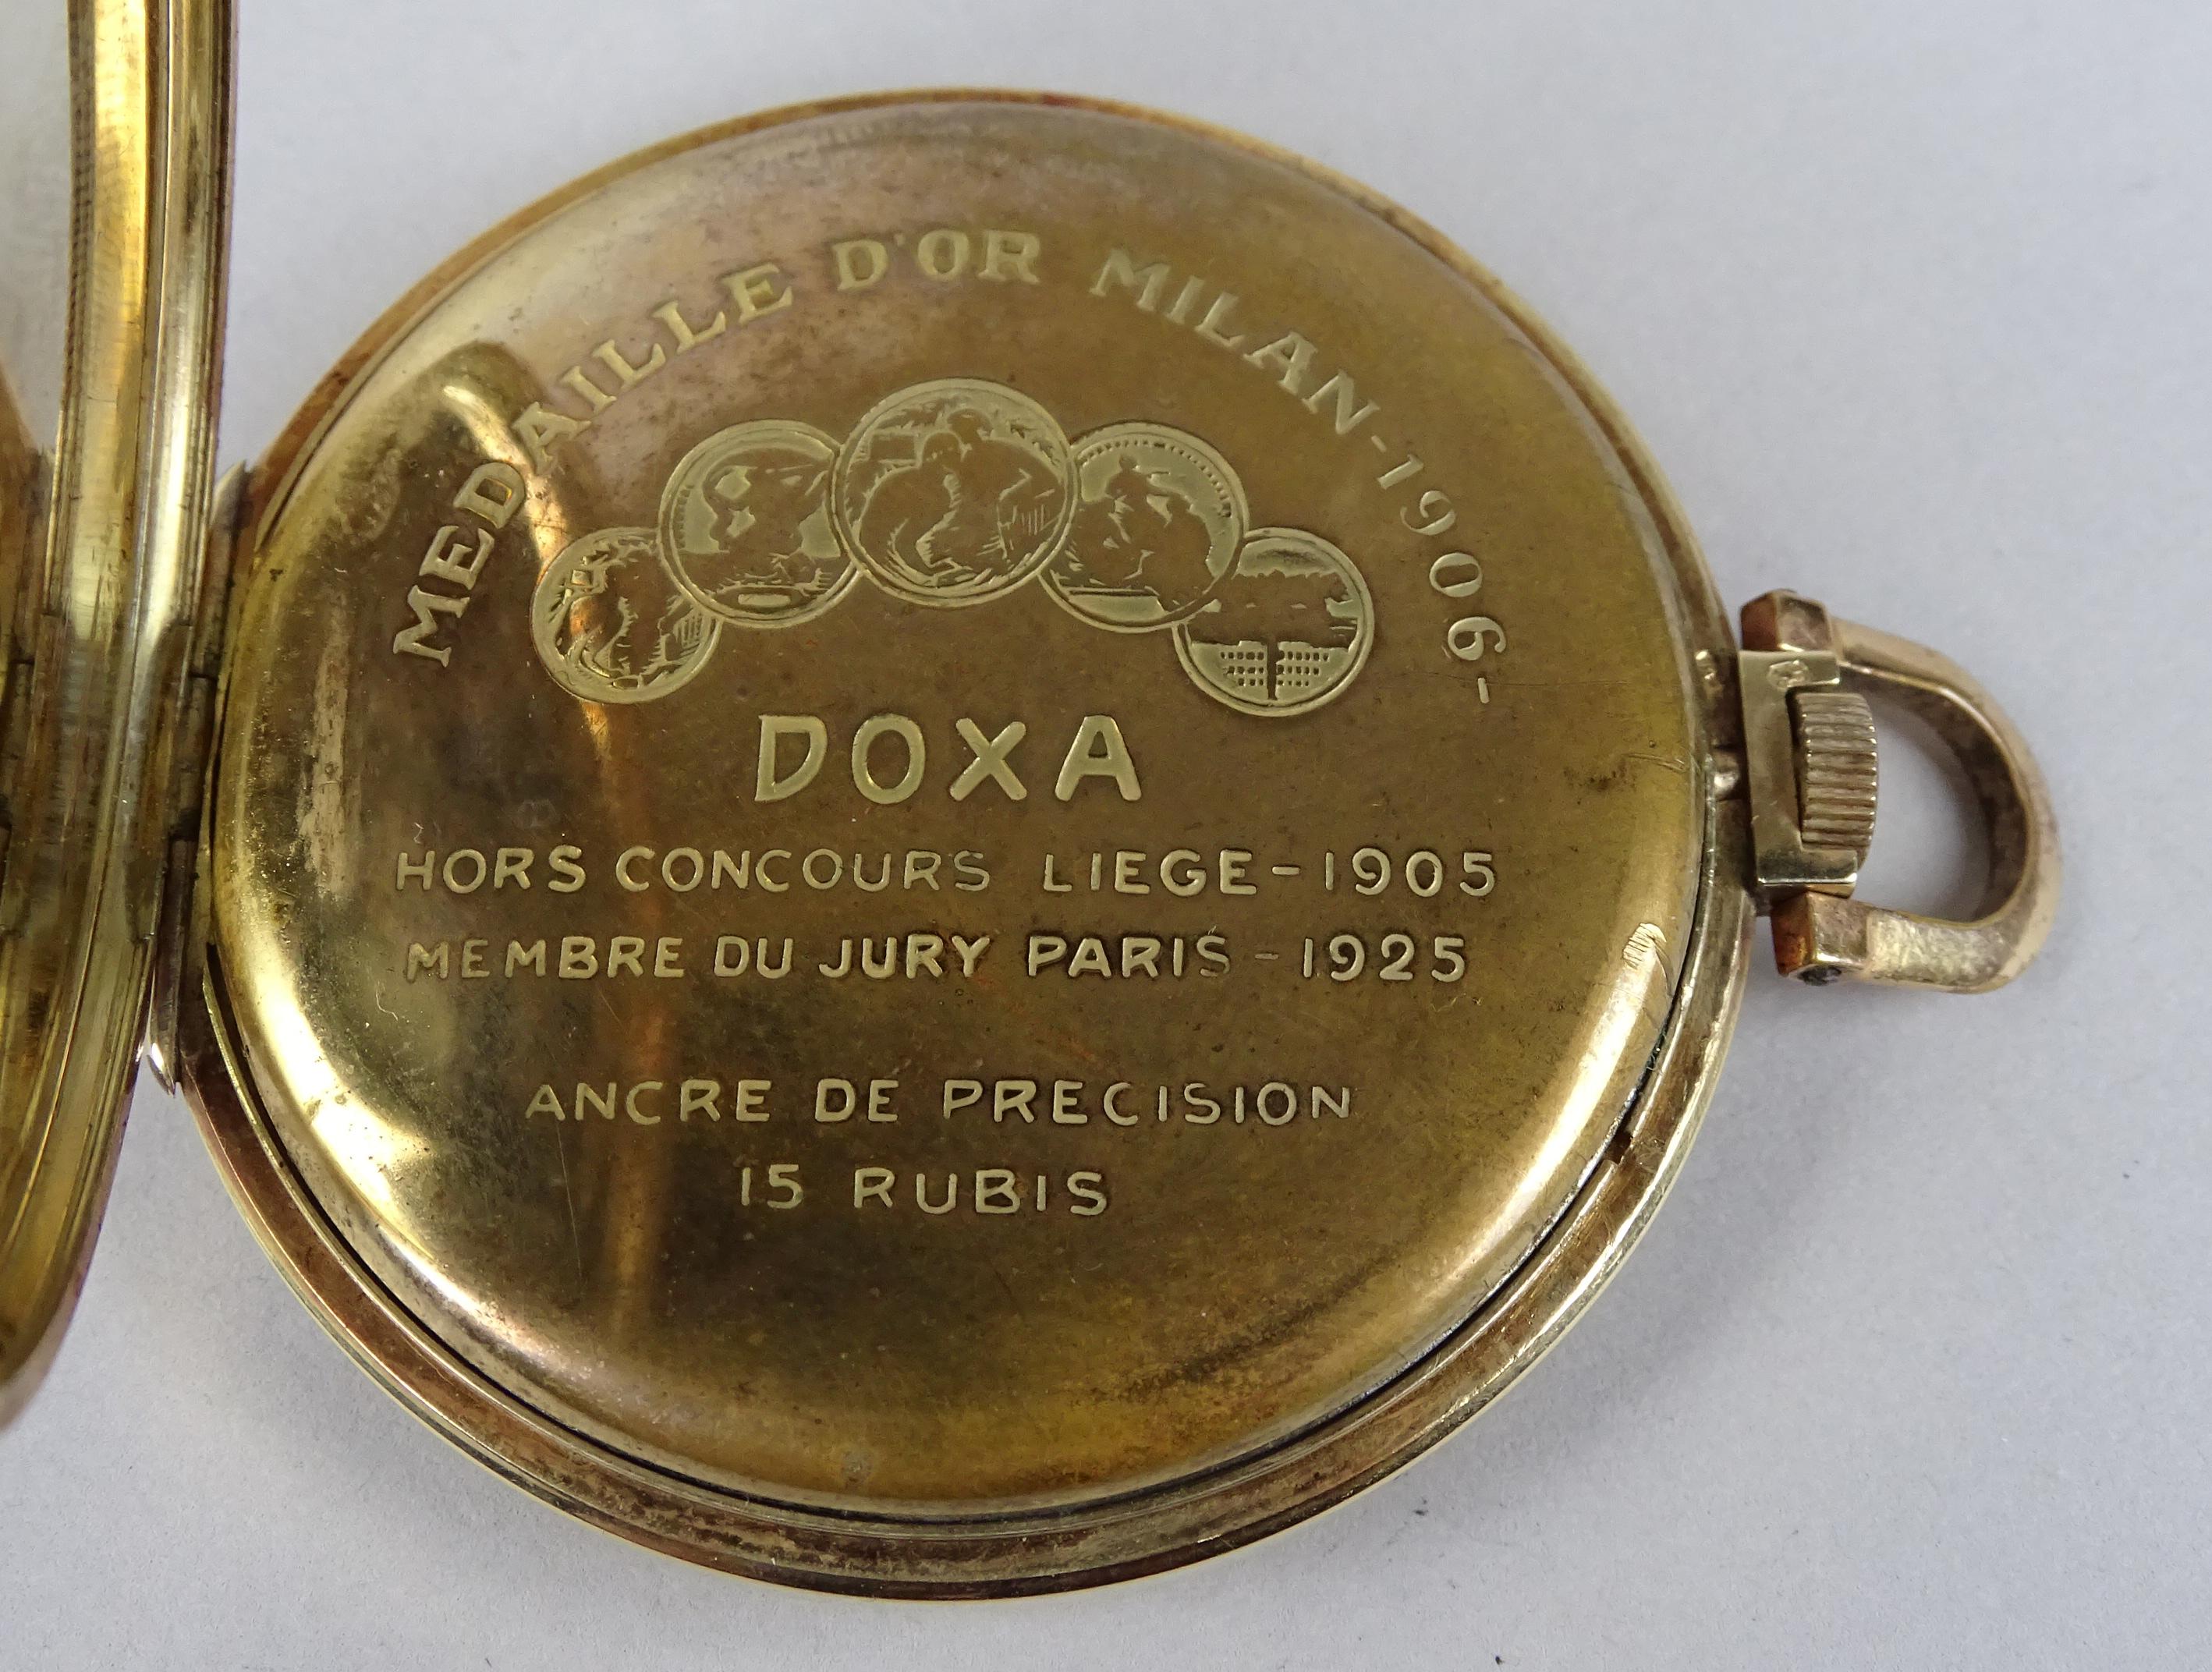 MEDAILLE D'OR MILAN-1906-
DOXA
HORS CONCOURS LIEGE-1905
MEMBRE DU JURY PARIS-1925
ANCRE DE PRECISION
15 RUBIS